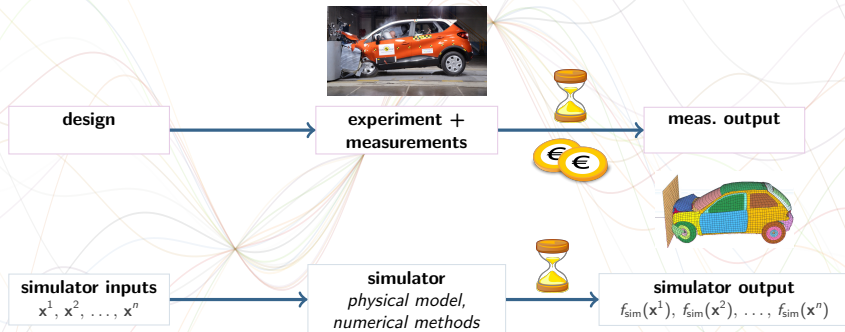 design
experiment +
measurements
meas. output
€
€
simulator inputs
x¹, x², ..., xⁿ
simulator
physical model,
numerical methods
simulator output
f_sim(x¹), f_sim(x²), ..., f_sim(xⁿ)